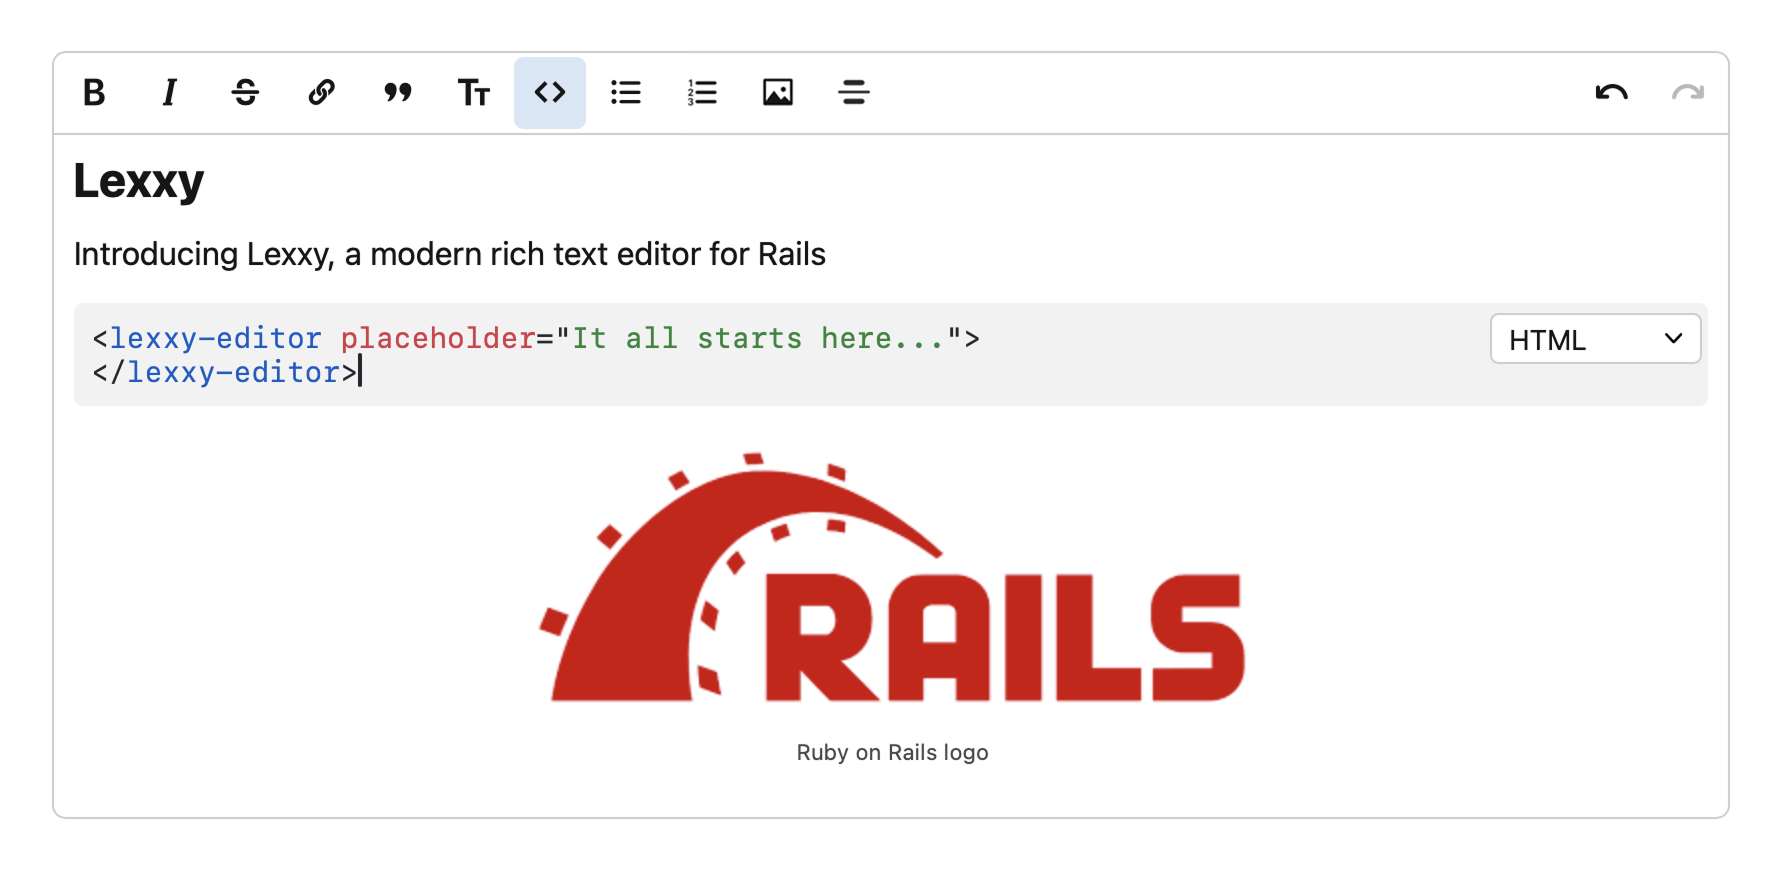 Lexxy
Introducing Lexxy, a modern rich text editor for Rails
<lexxy-editor placeholder="It all starts here...">
HTML
</lexxy-editor>
RAILS
Ruby on Rails logo